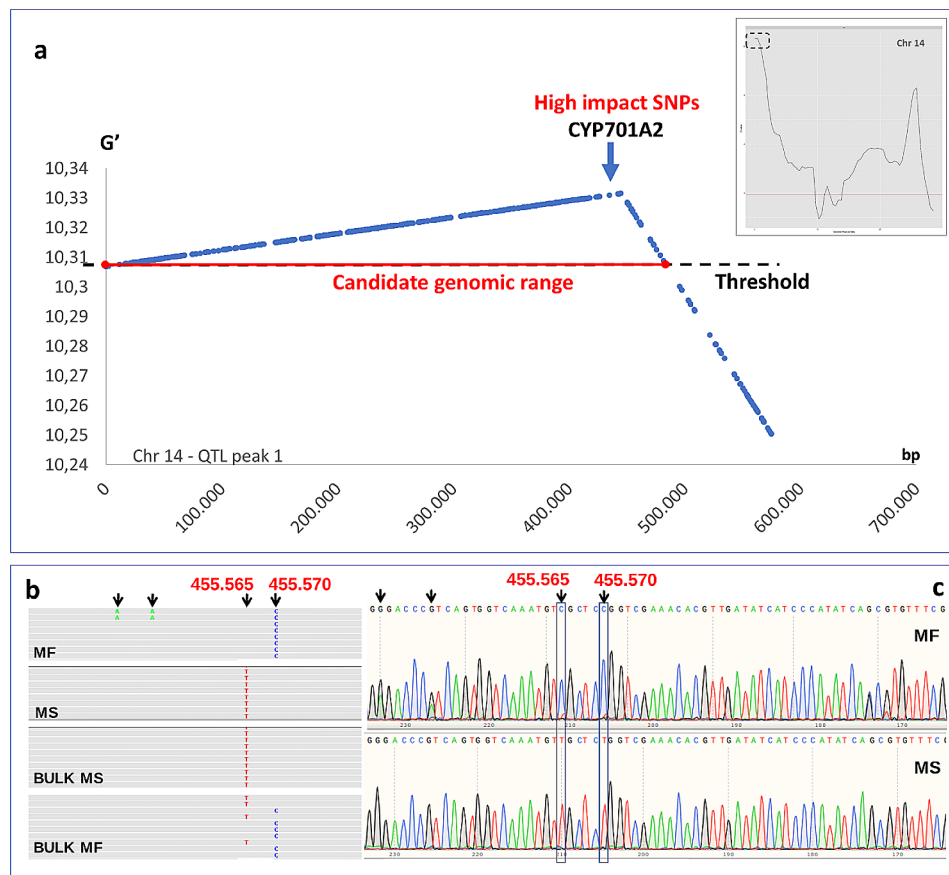 a
Chr 14
High impact SNPs
CYP701A2
G’
10,34
10,33
10,32
10,31
10,3
10,29
10,28
10,27
10,26
10,25
10,24
Candidate genomic range
Threshold
Chr 14 - QTL peak 1
bp
0
100.000
200.000
300.000
400.000
500.000
600.000
700.000
b
455.565 455.570
A A C
A A C
C
C
C
C
C
C
MF
T
T
T
T
T
T
T
T
MS
T
T
T
T
T
T
T
T
BULK MS
T
T
C
T
C
C
C
T
C
C
BULK MF
455.565 455.570
c
GGGACCCGTCAGTGGTCAAATGTCGCTCCGGTCGAAACACGTTGATATCATCCCATATCAGCGTGTTTCG
MF
230 220 210 200 190 180 170
GGGACCCGTCAGTGGTCAAATGTTGCTCTGGTCGAAACACGTTGATATCATCCCATATCAGCGTGTTTCG
MS
230 220 210 200 190 180 170